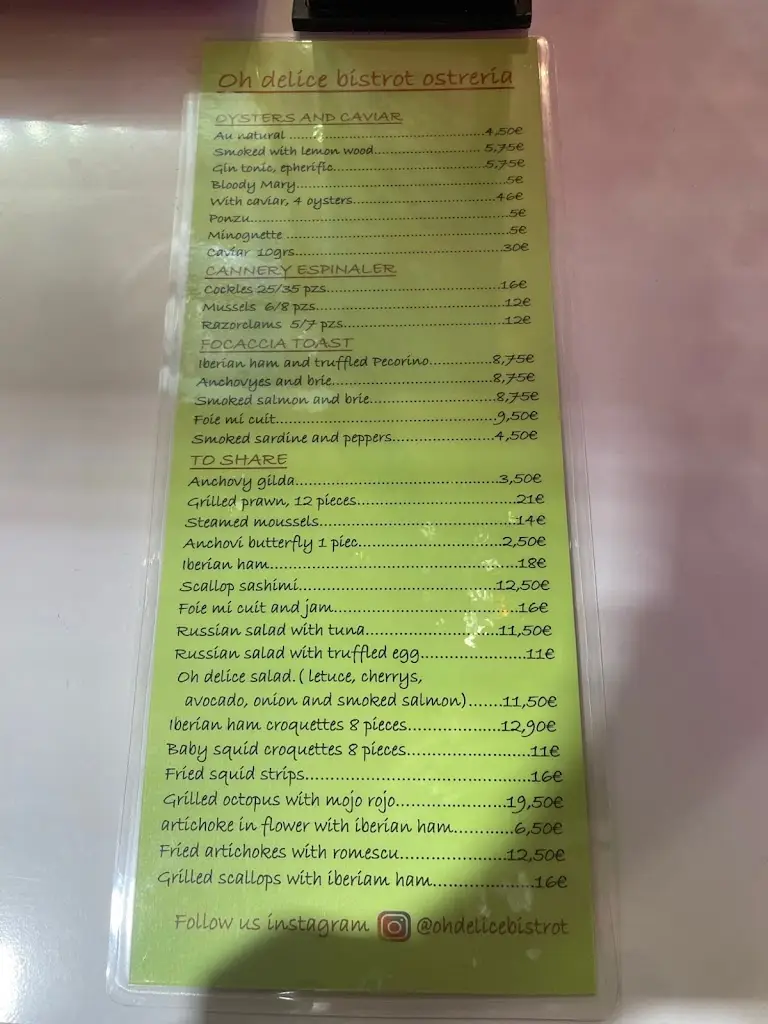 Oh delice bistrot ostreria
OYSTERS AND CAVIAR
Au natural ...........................................4,50€
Smoked with lemon wood....................... 5,75€
Gin tonic, epherific.................................5,75€
Bloody Mary..............................................5€
With caviar, 4 oysters...............................46€
Ponzu........................................................5€
Minognette ................................................5€
Caviar 10grs..............................................30€
CANNERY ESPINALER
Cockles 25/35 pzs.....................................16€
Mussels 6/8 pzs........................................12€
Razorclams 5/7 pzs...................................12€
FOCACCIA TOAST
Iberian ham and truffled Pecorino.............8,75€
Anchovyes and brie..................................8,75€
Smoked salmon and brie...........................8,75€
Foie mi cuit.............................................9,50€
Smoked sardine and peppers.....................4,50€
TO SHARE
Anchovy gilda..........................................3,50€
Grilled prawn, 12 pieces.............................21€
Steamed moussels......................................14€
Anchovi butterfly 1 piec............................2,50€
Iberian ham...............................................18€
Scallop sashimi........................................12,50€
Foie mi cuit and jam..................................16€
Russian salad with tuna............................11,50€
Russian salad with truffled egg..................11€
Oh delice salad.( letuce, cherrys,
avocado, onion and smoked salmon).......11,50€
Iberian ham croquettes 8 pieces................12,90€
Baby squid croquettes 8 pieces....................11€
Fried squid strips.......................................16€
Grilled octopus with mojo rojo...................19,50€
artichoke in flower with iberian ham...........6,50€
Fried artichokes with romescu..................12,50€
Grilled scallops with iberiam ham.................16€
Follow us instagram @ohdelicebistrot